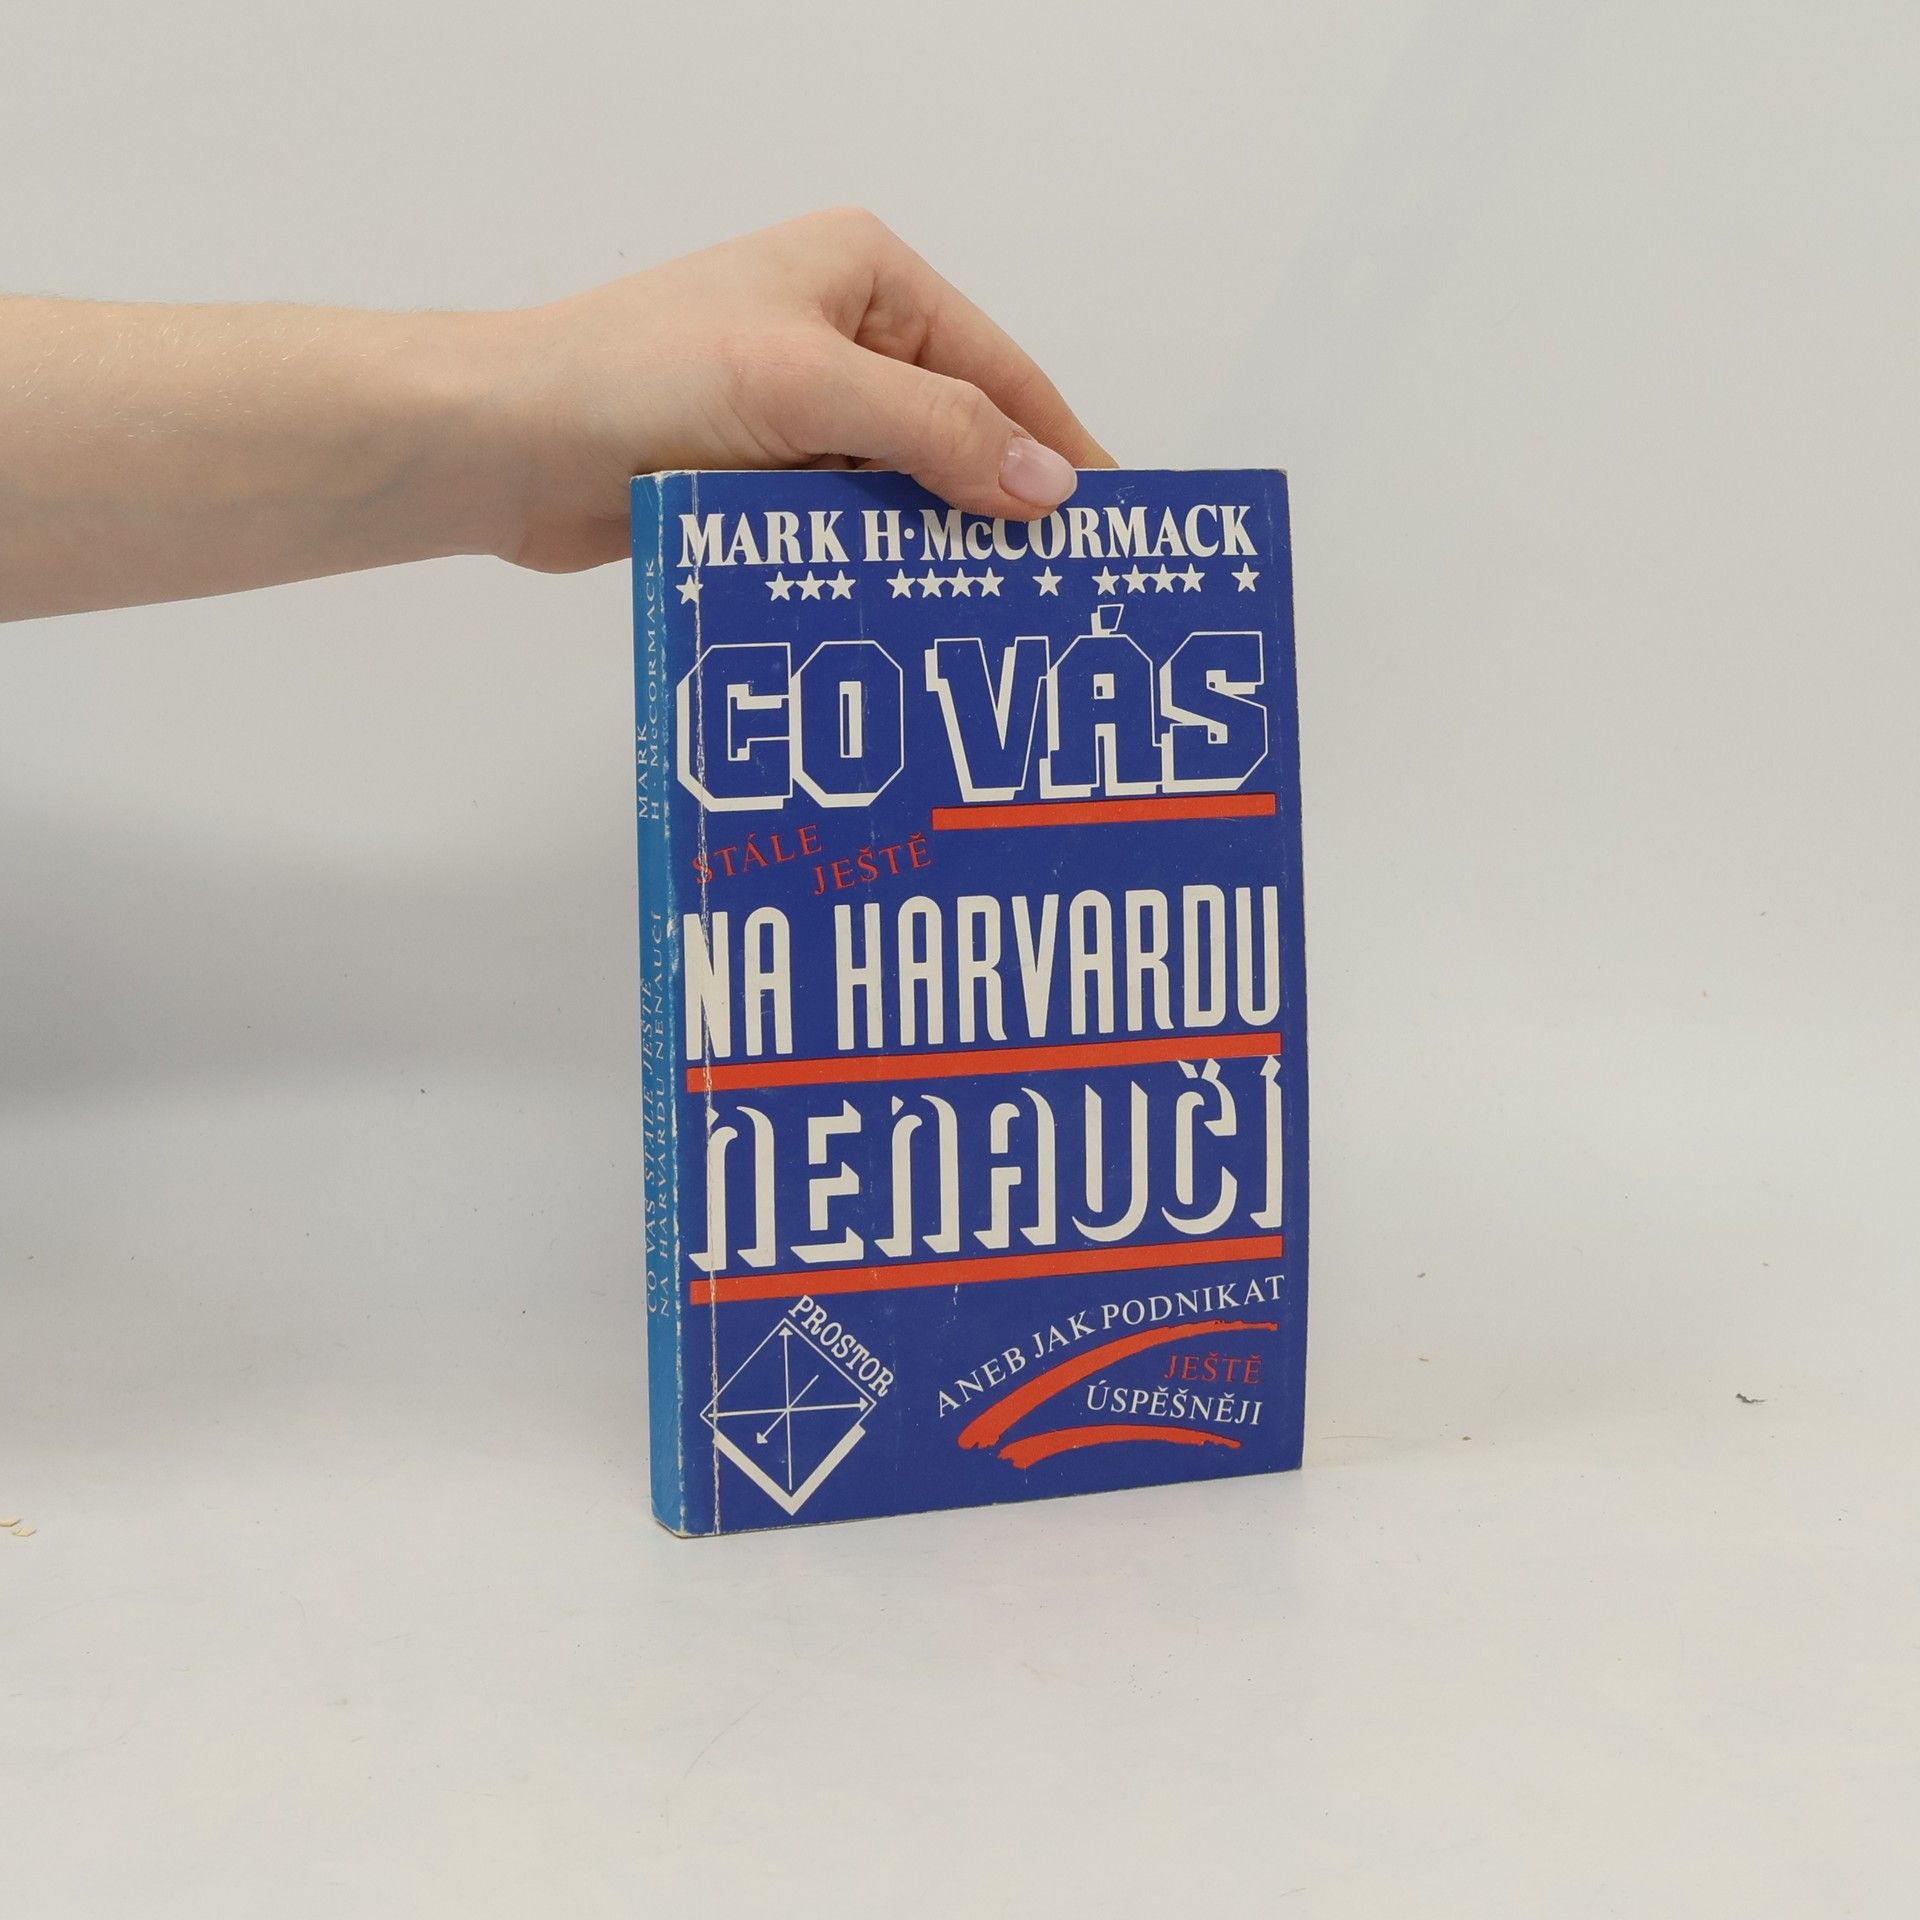 MARK H. McCORMACK
CO VÁS
STÁLE
JEŠTĚ
NA HARVARDU
NENAUČÍ
PROSTOR
ANEB JAK PODNIKAT
JEŠTĚ
ÚSPĚŠNĚJI
MARK
H. McCORMACK
CO VÁS STÁLE JEŠTĚ
NA HARVARDU NENAUČÍ